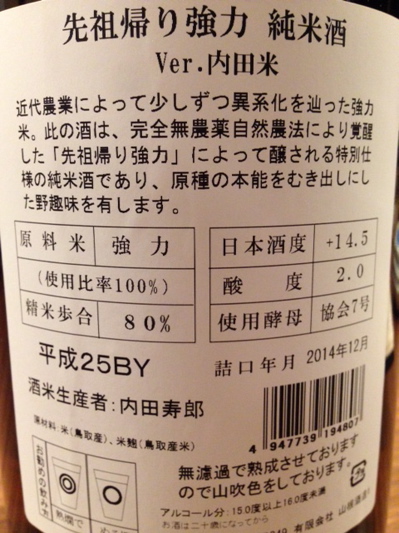 先祖帰り強力 純米酒
Ver.内田米
近代農業によって少しずつ異系化を辿った強力
米。此の酒は、完全無農薬自然農法により覚醒
した「先祖帰り強力」によって醸される特別仕
様の純米酒であり、原種の本能をむき出しにし
た野趣味を有します。
原料米 強力
(使用比率100%)
精米歩合 80%
日本酒度 +14.5
酸度 2.0
使用酵母 協会7号
平成25BY
詰口年月 2014年12月
酒米生産者:内田寿郎
原材料:米(鳥取産)、米麹(鳥取産米)
4 947739 194807
お勧めの飲み方
熱燗で
無濾過で熟成させております
ので山吹色をしております。
アルコール分:15.0度以上16.0度未満
お酒は二十歳になってから
有限会社